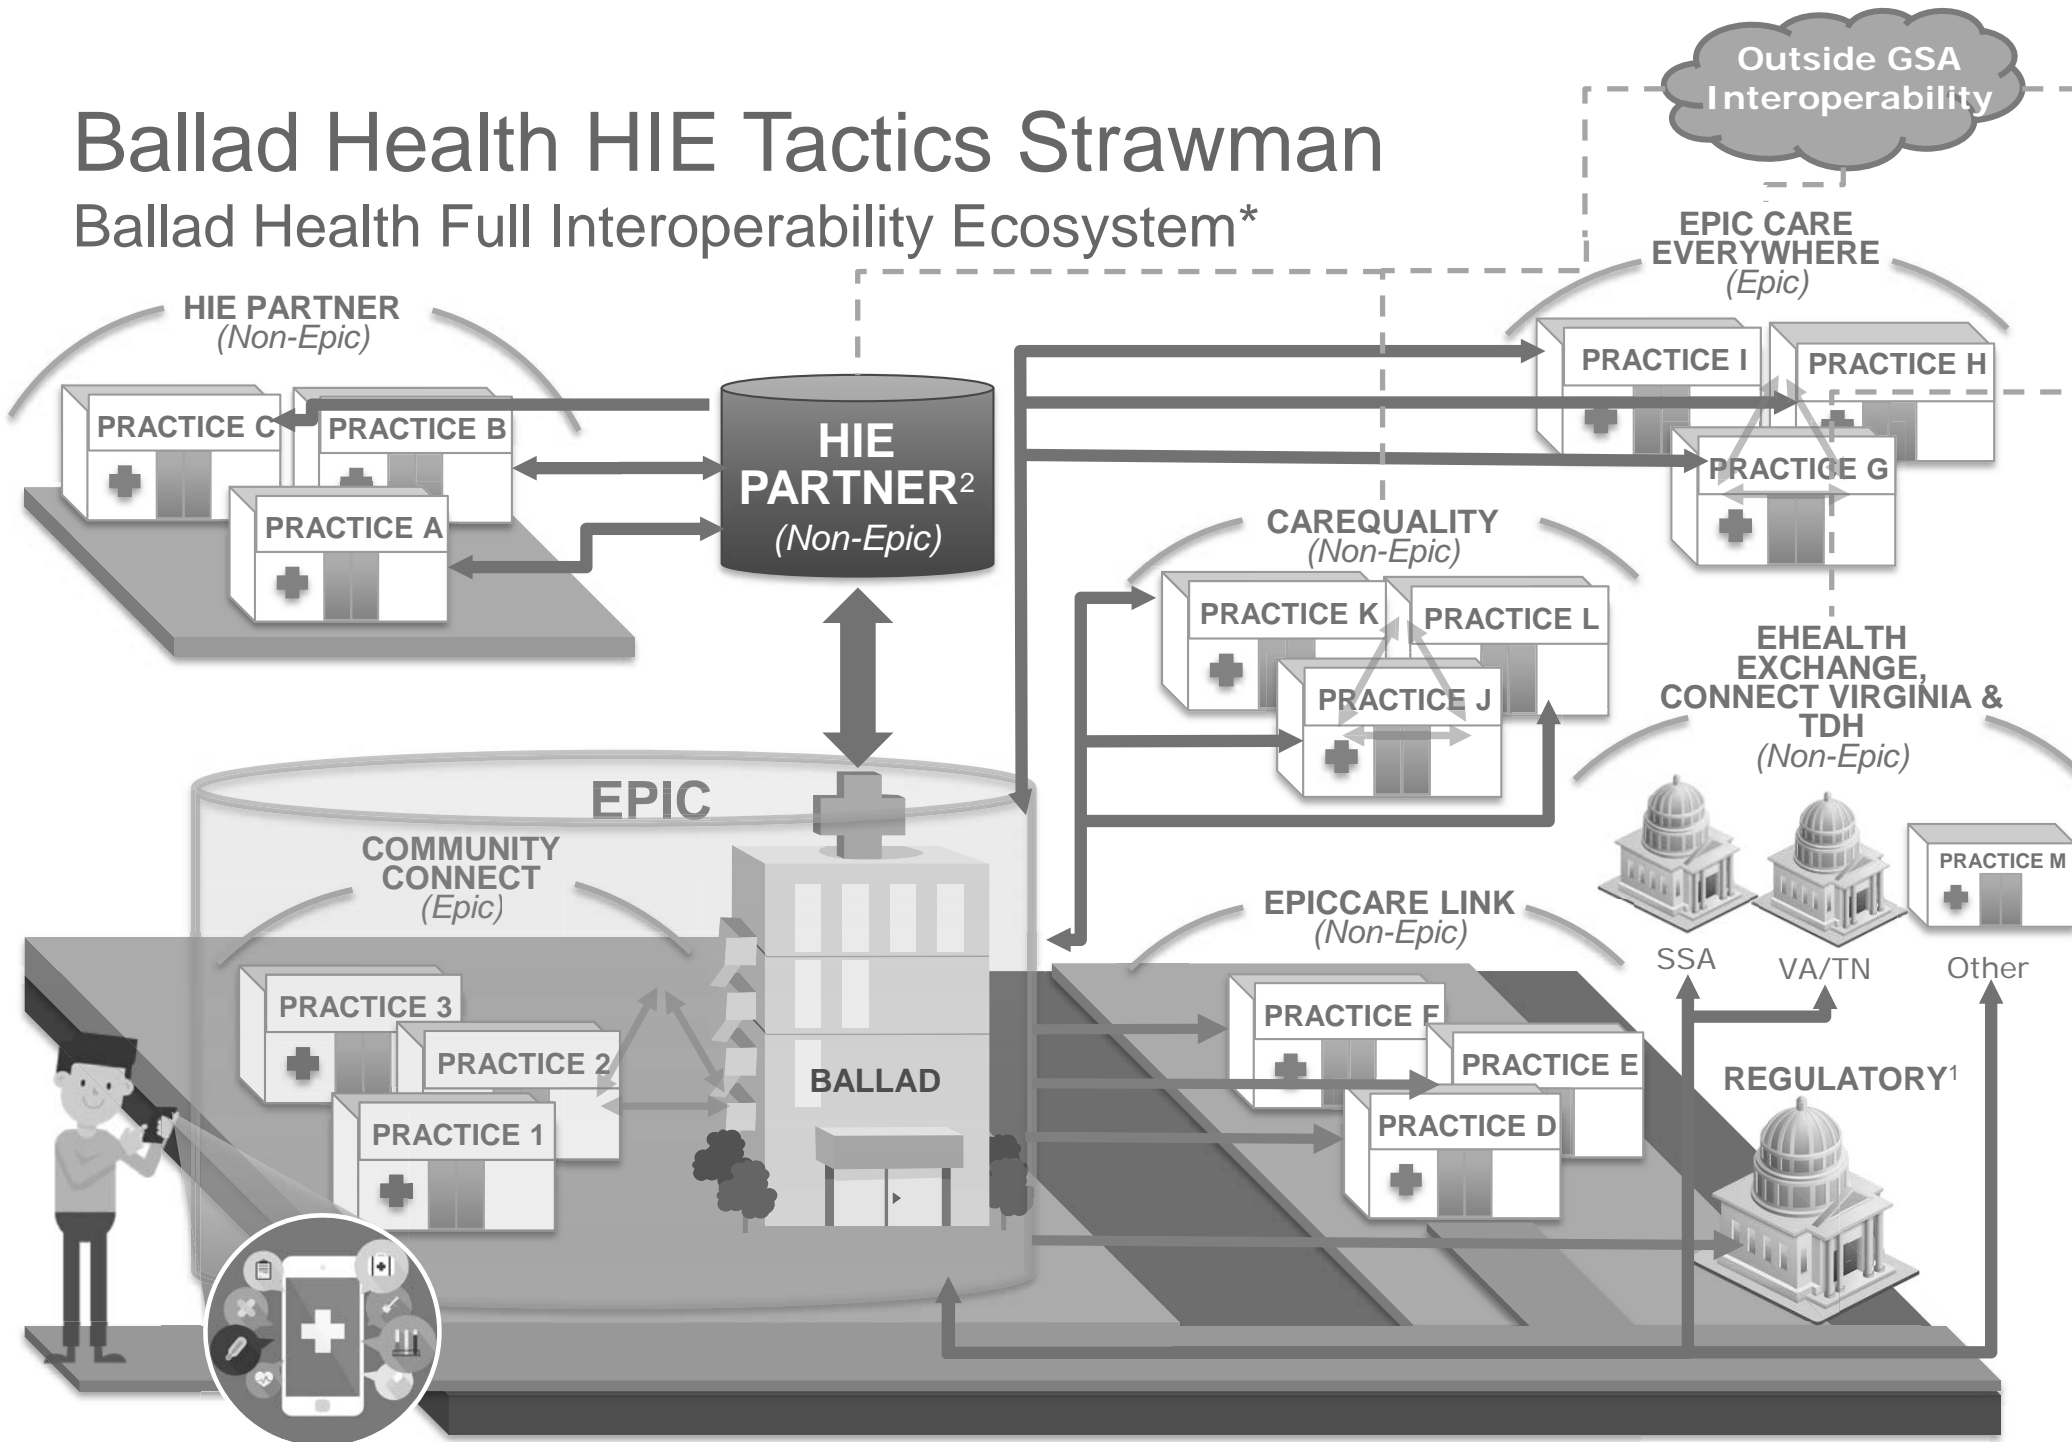 Outside GSA
Interoperability
Ballad Health HIE Tactics Strawman
Ballad Health Full Interoperability Ecosystem*
EPIC CARE
EVERYWHERE
(Epic)
HIE PARTNER
(Non-Epic)
PRACTICE I
PRACTICE H
PRACTICE G
PRACTICE C
PRACTICE B
PRACTICE A
HIE
PARTNER2
(Non-Epic)
CAREQUALITY
(Non-Epic)
PRACTICE K
PRACTICE L
PRACTICE J
EHEALTH
EXCHANGE,
CONNECT VIRGINIA &
TDH
(Non-Epic)
PRACTICE M
SSA
VA/TN
Other
EPIC
COMMUNITY
CONNECT
(Epic)
PRACTICE 3
PRACTICE 2
PRACTICE 1
BALLAD
EPICCARE LINK
(Non-Epic)
PRACTICE F
PRACTICE E
PRACTICE D
REGULATORY1